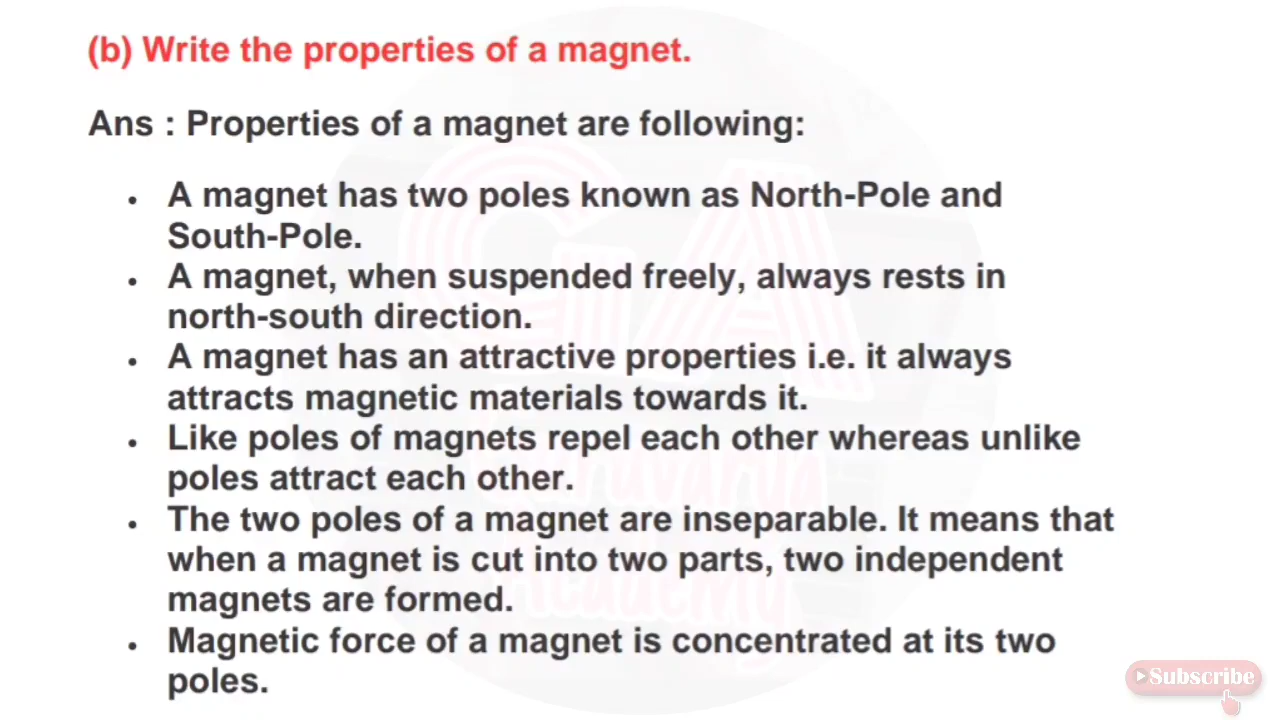 (b) Write the properties of a magnet.
Ans : Properties of a magnet are following:
• A magnet has two poles known as North-Pole and
South-Pole.
• A magnet, when suspended freely, always rests in
north-south direction.
• A magnet has an attractive properties i.e. it always
attracts magnetic materials towards it.
• Like poles of magnets repel each other whereas unlike
poles attract each other.
• The two poles of a magnet are inseparable. It means that
when a magnet is cut into two parts, two independent
magnets are formed.
• Magnetic force of a magnet is concentrated at its two
poles.
GA
Academy
Subscribe